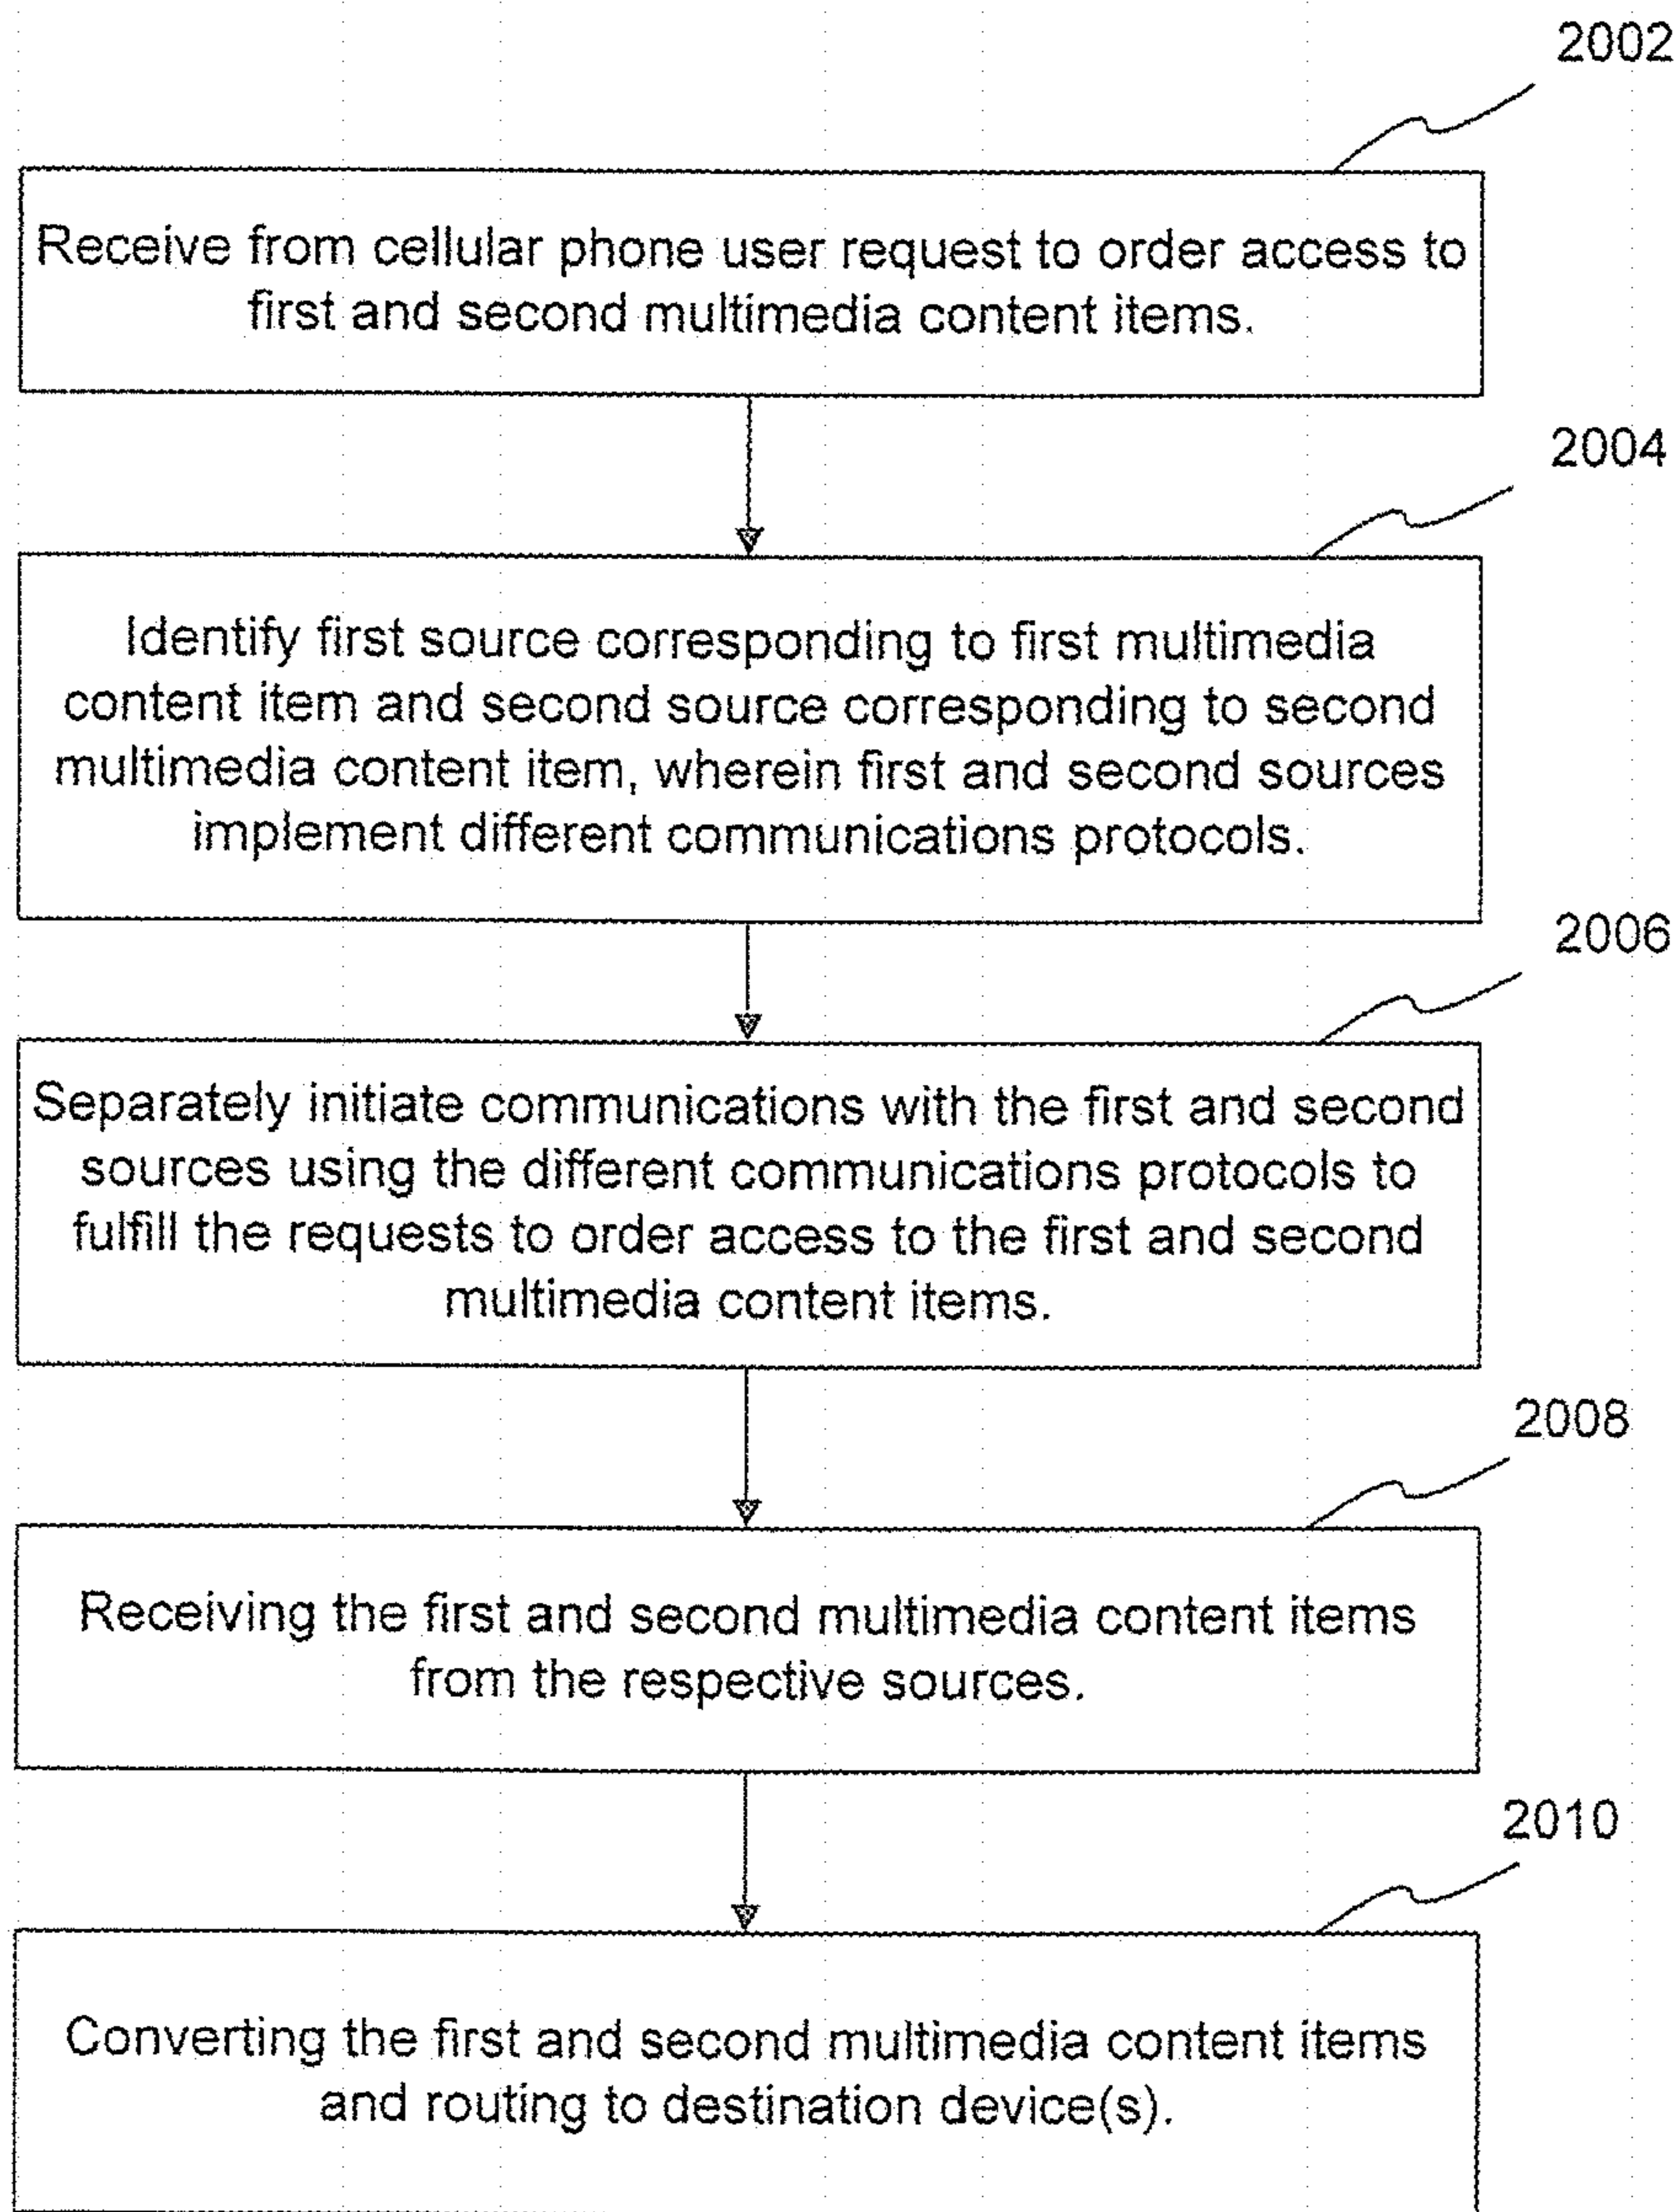 2002
Receive from cellular phone user request to order access to
first and second multimedia content items.
2004
Identify first source corresponding to first multimedia
content item and second source corresponding to second
multimedia content item, wherein first and second sources
implement different communications protocols.
2006
Separately initiate communications with the first and second
sources using the different communications protocols to
fulfill the requests to order access to the first and second
multimedia content items.
2008
Receiving the first and second multimedia content items
from the respective sources.
2010
Converting the first and second multimedia content items
and routing to destination device(s).